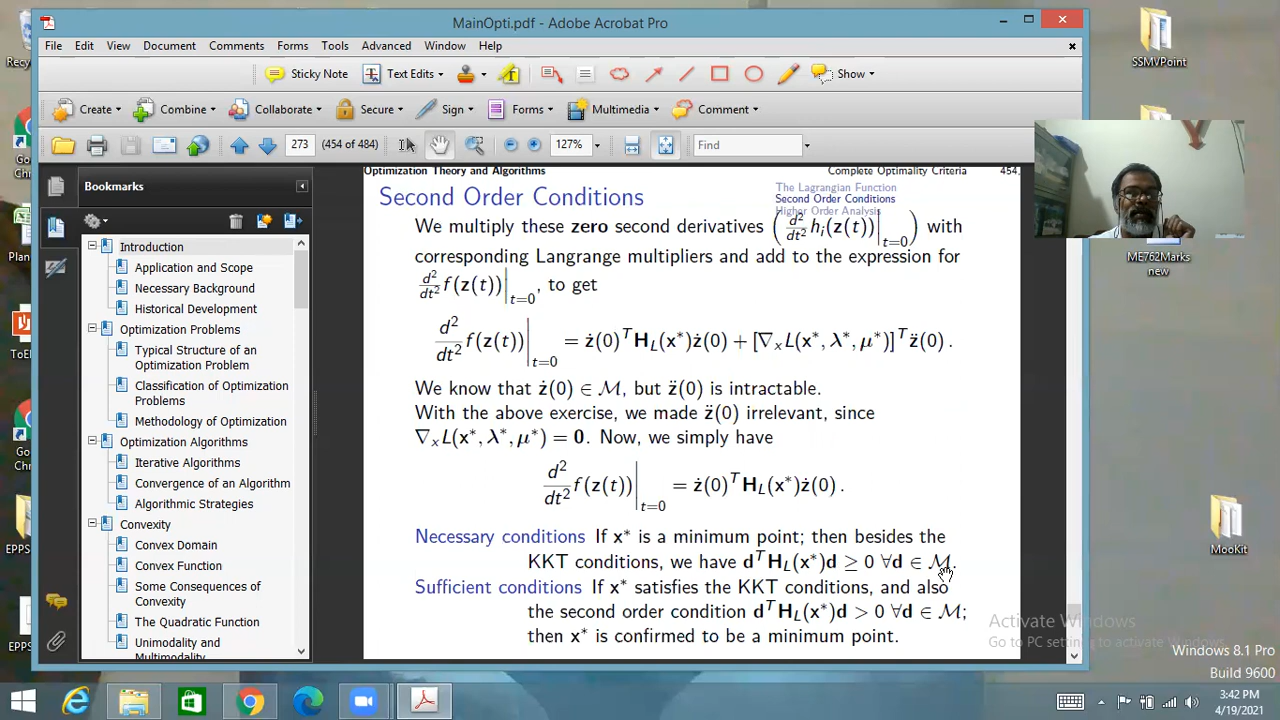 MainOpti.pdf - Adobe Acrobat Pro
File Edit View Document Comments Forms Tools Advanced Window Help
Sticky Note Text Edits Show
Create Combine Collaborate Secure Sign Forms Multimedia Comment
273 (454 of 484) 127% Find
Bookmarks
Introduction
Application and Scope
Necessary Background
Historical Development
Optimization Problems
Typical Structure of an
Optimization Problem
Classification of Optimization
Problems
Methodology of Optimization
Optimization Algorithms
Iterative Algorithms
Convergence of an Algorithm
Algorithmic Strategies
Convexity
Convex Domain
Convex Function
Some Consequences of
Convexity
The Quadratic Function
Unimodality and
Multimodality
Optimization Theory and Algorithms Complete Optimality Criteria 454,
The Lagrangian Function
Second Order Conditions
Higher Order Analysis
Second Order Conditions
We multiply these zero second derivatives (d²/dt² hᵢ(z(t))|ₜ₌₀) with
corresponding Langrange multipliers and add to the expression for
d²/dt² f(z(t))|ₜ₌₀, to get
d²/dt² f(z(t))|ₜ₌₀ = ż(0)ᵀH_L(x*)ż(0) + [∇ₓL(x*, λ*, μ*)]ᵀz̈(0) .
We know that ż(0) ∈ ℳ, but z̈(0) is intractable.
With the above exercise, we made z̈(0) irrelevant, since
∇ₓL(x*, λ*, μ*) = 0. Now, we simply have
d²/dt² f(z(t))|ₜ₌₀ = ż(0)ᵀH_L(x*)ż(0) .
Necessary conditions If x* is a minimum point; then besides the
KKT conditions, we have dᵀH_L(x*)d ≥ 0 ∀d ∈ ℳ.
Sufficient conditions If x* satisfies the KKT conditions, and also
the second order condition dᵀH_L(x*)d > 0 ∀d ∈ ℳ;
then x* is confirmed to be a minimum point.
SSMVPoint
ME762Marks
new
MooKit
Activate Windows
Go to PC settings to activate Windows.
Windows 8.1 Pro
Build 9600
3:42 PM
4/19/2021